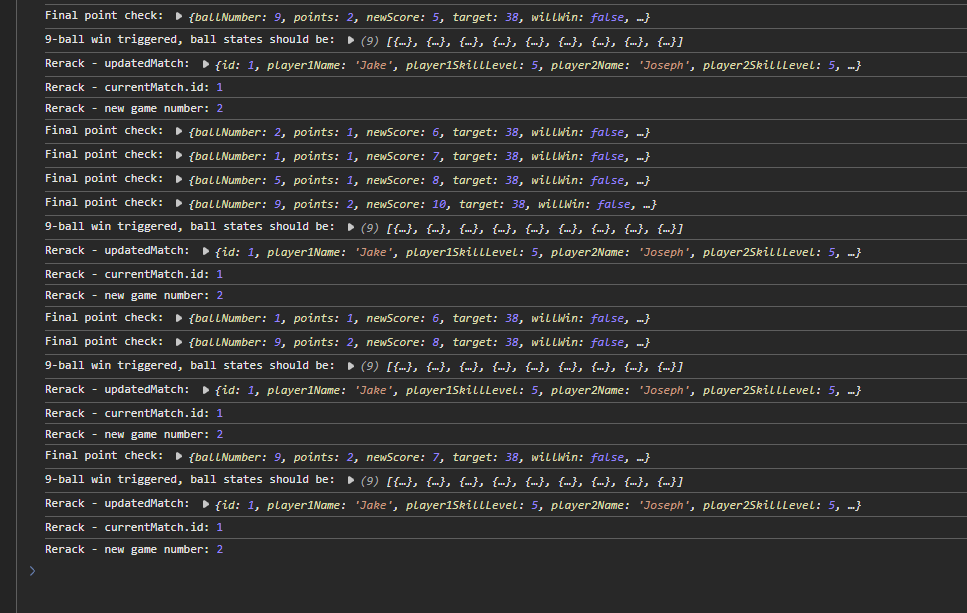 Final point check: ▶ {ballNumber: 9, points: 2, newScore: 5, target: 38, willWin: false, …}
9-ball win triggered, ball states should be: ▶ (9) [{…}, {…}, {…}, {…}, {…}, {…}, {…}, {…}, {…}]
Rerack - updatedMatch: ▶ {id: 1, player1Name: 'Jake', player1SkillLevel: 5, player2Name: 'Joseph', player2SkillLevel: 5, …}
Rerack - currentMatch.id: 1
Rerack - new game number: 2
Final point check: ▶ {ballNumber: 2, points: 1, newScore: 6, target: 38, willWin: false, …}
Final point check: ▶ {ballNumber: 1, points: 1, newScore: 7, target: 38, willWin: false, …}
Final point check: ▶ {ballNumber: 5, points: 1, newScore: 8, target: 38, willWin: false, …}
Final point check: ▶ {ballNumber: 9, points: 2, newScore: 10, target: 38, willWin: false, …}
9-ball win triggered, ball states should be: ▶ (9) [{…}, {…}, {…}, {…}, {…}, {…}, {…}, {…}, {…}]
Rerack - updatedMatch: ▶ {id: 1, player1Name: 'Jake', player1SkillLevel: 5, player2Name: 'Joseph', player2SkillLevel: 5, …}
Rerack - currentMatch.id: 1
Rerack - new game number: 2
Final point check: ▶ {ballNumber: 1, points: 1, newScore: 6, target: 38, willWin: false, …}
Final point check: ▶ {ballNumber: 9, points: 2, newScore: 8, target: 38, willWin: false, …}
9-ball win triggered, ball states should be: ▶ (9) [{…}, {…}, {…}, {…}, {…}, {…}, {…}, {…}, {…}]
Rerack - updatedMatch: ▶ {id: 1, player1Name: 'Jake', player1SkillLevel: 5, player2Name: 'Joseph', player2SkillLevel: 5, …}
Rerack - currentMatch.id: 1
Rerack - new game number: 2
Final point check: ▶ {ballNumber: 9, points: 2, newScore: 7, target: 38, willWin: false, …}
9-ball win triggered, ball states should be: ▶ (9) [{…}, {…}, {…}, {…}, {…}, {…}, {…}, {…}, {…}]
Rerack - updatedMatch: ▶ {id: 1, player1Name: 'Jake', player1SkillLevel: 5, player2Name: 'Joseph', player2SkillLevel: 5, …}
Rerack - currentMatch.id: 1
Rerack - new game number: 2